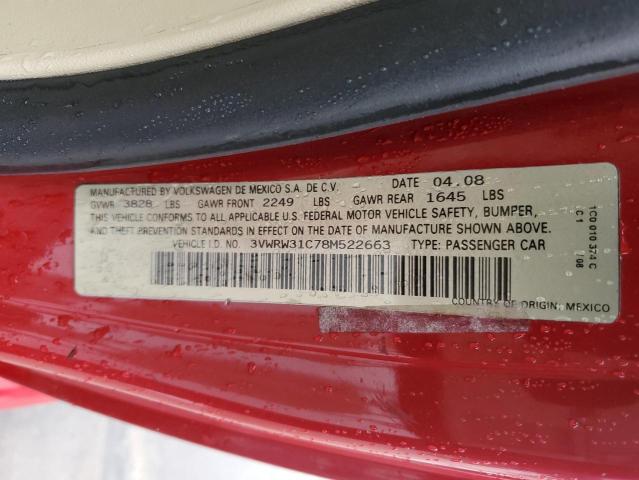 MANUFACTURED BY VOLKSWAGEN DE MEXICO S.A. DE C.V. DATE 04.08
GVWR 3828 LBS GAWR FRONT 2249 LBS GAWR REAR 1645 LBS
THIS VEHICLE CONFORMS TO ALL APPLICABLE U.S. FEDERAL MOTOR VEHICLE SAFETY, BUMPER,
AND THEFT PREVENTION STANDARDS IN EFFECT ON THE DATE OF MANUFACTURE SHOWN ABOVE.
VEHICLE I.D. NO. 3VWRW31C78M522663 TYPE: PASSENGER CAR
COUNTRY OF ORIGIN, MEXICO
1C0 010 324 C
C1 /08